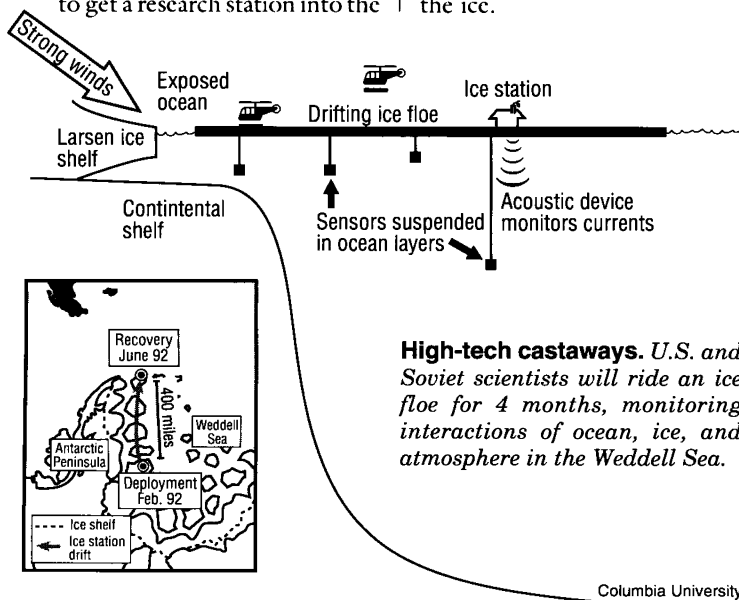 to get a research station into the
the ice.
Strong winds
Exposed
ocean
Ice station
Drifting ice floe
Larsen ice
shelf
Contintental
shelf
Sensors suspended
in ocean layers
Acoustic device
monitors currents
Recovery
June 92
400 miles
Weddell
Sea
Antarctic
Peninsula
Deployment
Feb. 92
Ice shelf
Ice station
drift
High-tech castaways. U.S. and
Soviet scientists will ride an ice
floe for 4 months, monitoring
interactions of ocean, ice, and
atmosphere in the Weddell Sea.
Columbia University